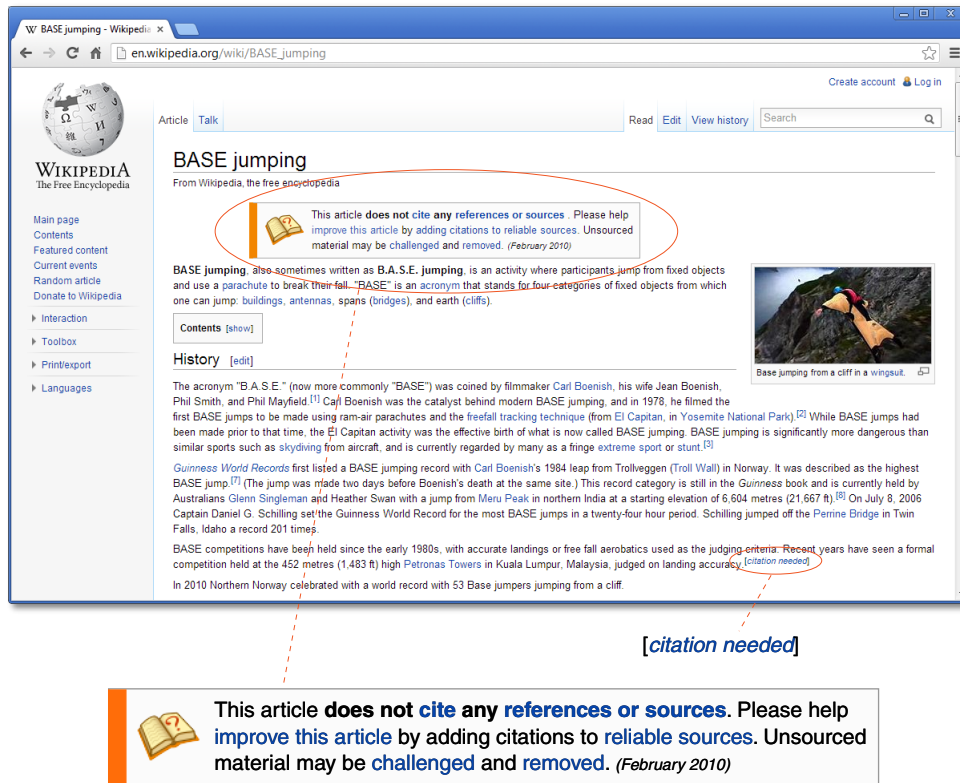 W BASE jumping - Wikipedia ×
en.wikipedia.org/wiki/BASE_jumping
Create account Log in
Article Talk
Read Edit View history Search
WIKIPEDIA
The Free Encyclopedia
Main page
Contents
Featured content
Current events
Random article
Donate to Wikipedia
Interaction
Toolbox
Print/export
Languages
BASE jumping
From Wikipedia, the free encyclopedia
This article does not cite any references or sources . Please help
improve this article by adding citations to reliable sources. Unsourced
material may be challenged and removed. (February 2010)
BASE jumping, also sometimes written as B.A.S.E. jumping, is an activity where participants jump from fixed objects
and use a parachute to break their fall. "BASE" is an acronym that stands for four categories of fixed objects from which
one can jump: buildings, antennas, spans (bridges), and earth (cliffs).
Base jumping from a cliff in a wingsuit.
Contents [show]
History [edit]
The acronym "B.A.S.E." (now more commonly "BASE") was coined by filmmaker Carl Boenish, his wife Jean Boenish,
Phil Smith, and Phil Mayfield.[1] Carl Boenish was the catalyst behind modern BASE jumping, and in 1978, he filmed the
first BASE jumps to be made using ram-air parachutes and the freefall tracking technique (from El Capitan, in Yosemite National Park).[2] While BASE jumps had
been made prior to that time, the El Capitan activity was the effective birth of what is now called BASE jumping. BASE jumping is significantly more dangerous than
similar sports such as skydiving from aircraft, and is currently regarded by many as a fringe extreme sport or stunt.[3]
Guinness World Records first listed a BASE jumping record with Carl Boenish's 1984 leap from Trollveggen (Troll Wall) in Norway. It was described as the highest
BASE jump.[7] (The jump was made two days before Boenish's death at the same site.) This record category is still in the Guinness book and is currently held by
Australians Glenn Singleman and Heather Swan with a jump from Meru Peak in northern India at a starting elevation of 6,604 metres (21,667 ft).[8] On July 8, 2006
Captain Daniel G. Schilling set the Guinness World Record for the most BASE jumps in a twenty-four hour period. Schilling jumped off the Perrine Bridge in Twin
Falls, Idaho a record 201 times.
BASE competitions have been held since the early 1980s, with accurate landings or free fall aerobatics used as the judging criteria. Recent years have seen a formal
competition held at the 452 metres (1,483 ft) high Petronas Towers in Kuala Lumpur, Malaysia, judged on landing accuracy.[citation needed]
In 2010 Northern Norway celebrated with a world record with 53 Base jumpers jumping from a cliff.
[citation needed]
This article does not cite any references or sources. Please help
improve this article by adding citations to reliable sources. Unsourced
material may be challenged and removed. (February 2010)